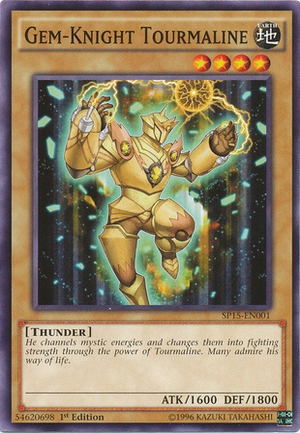 GEM-KNIGHT TOURMALINE
EARTH
地
SP15-EN001
[THUNDER]
He channels mystic energies and changes them into fighting
strength through the power of Tourmaline. Many admire his
way of life.
ATK/1600 DEF/1800
54620698 1st Edition ©1996 KAZUKI TAKAHASHI